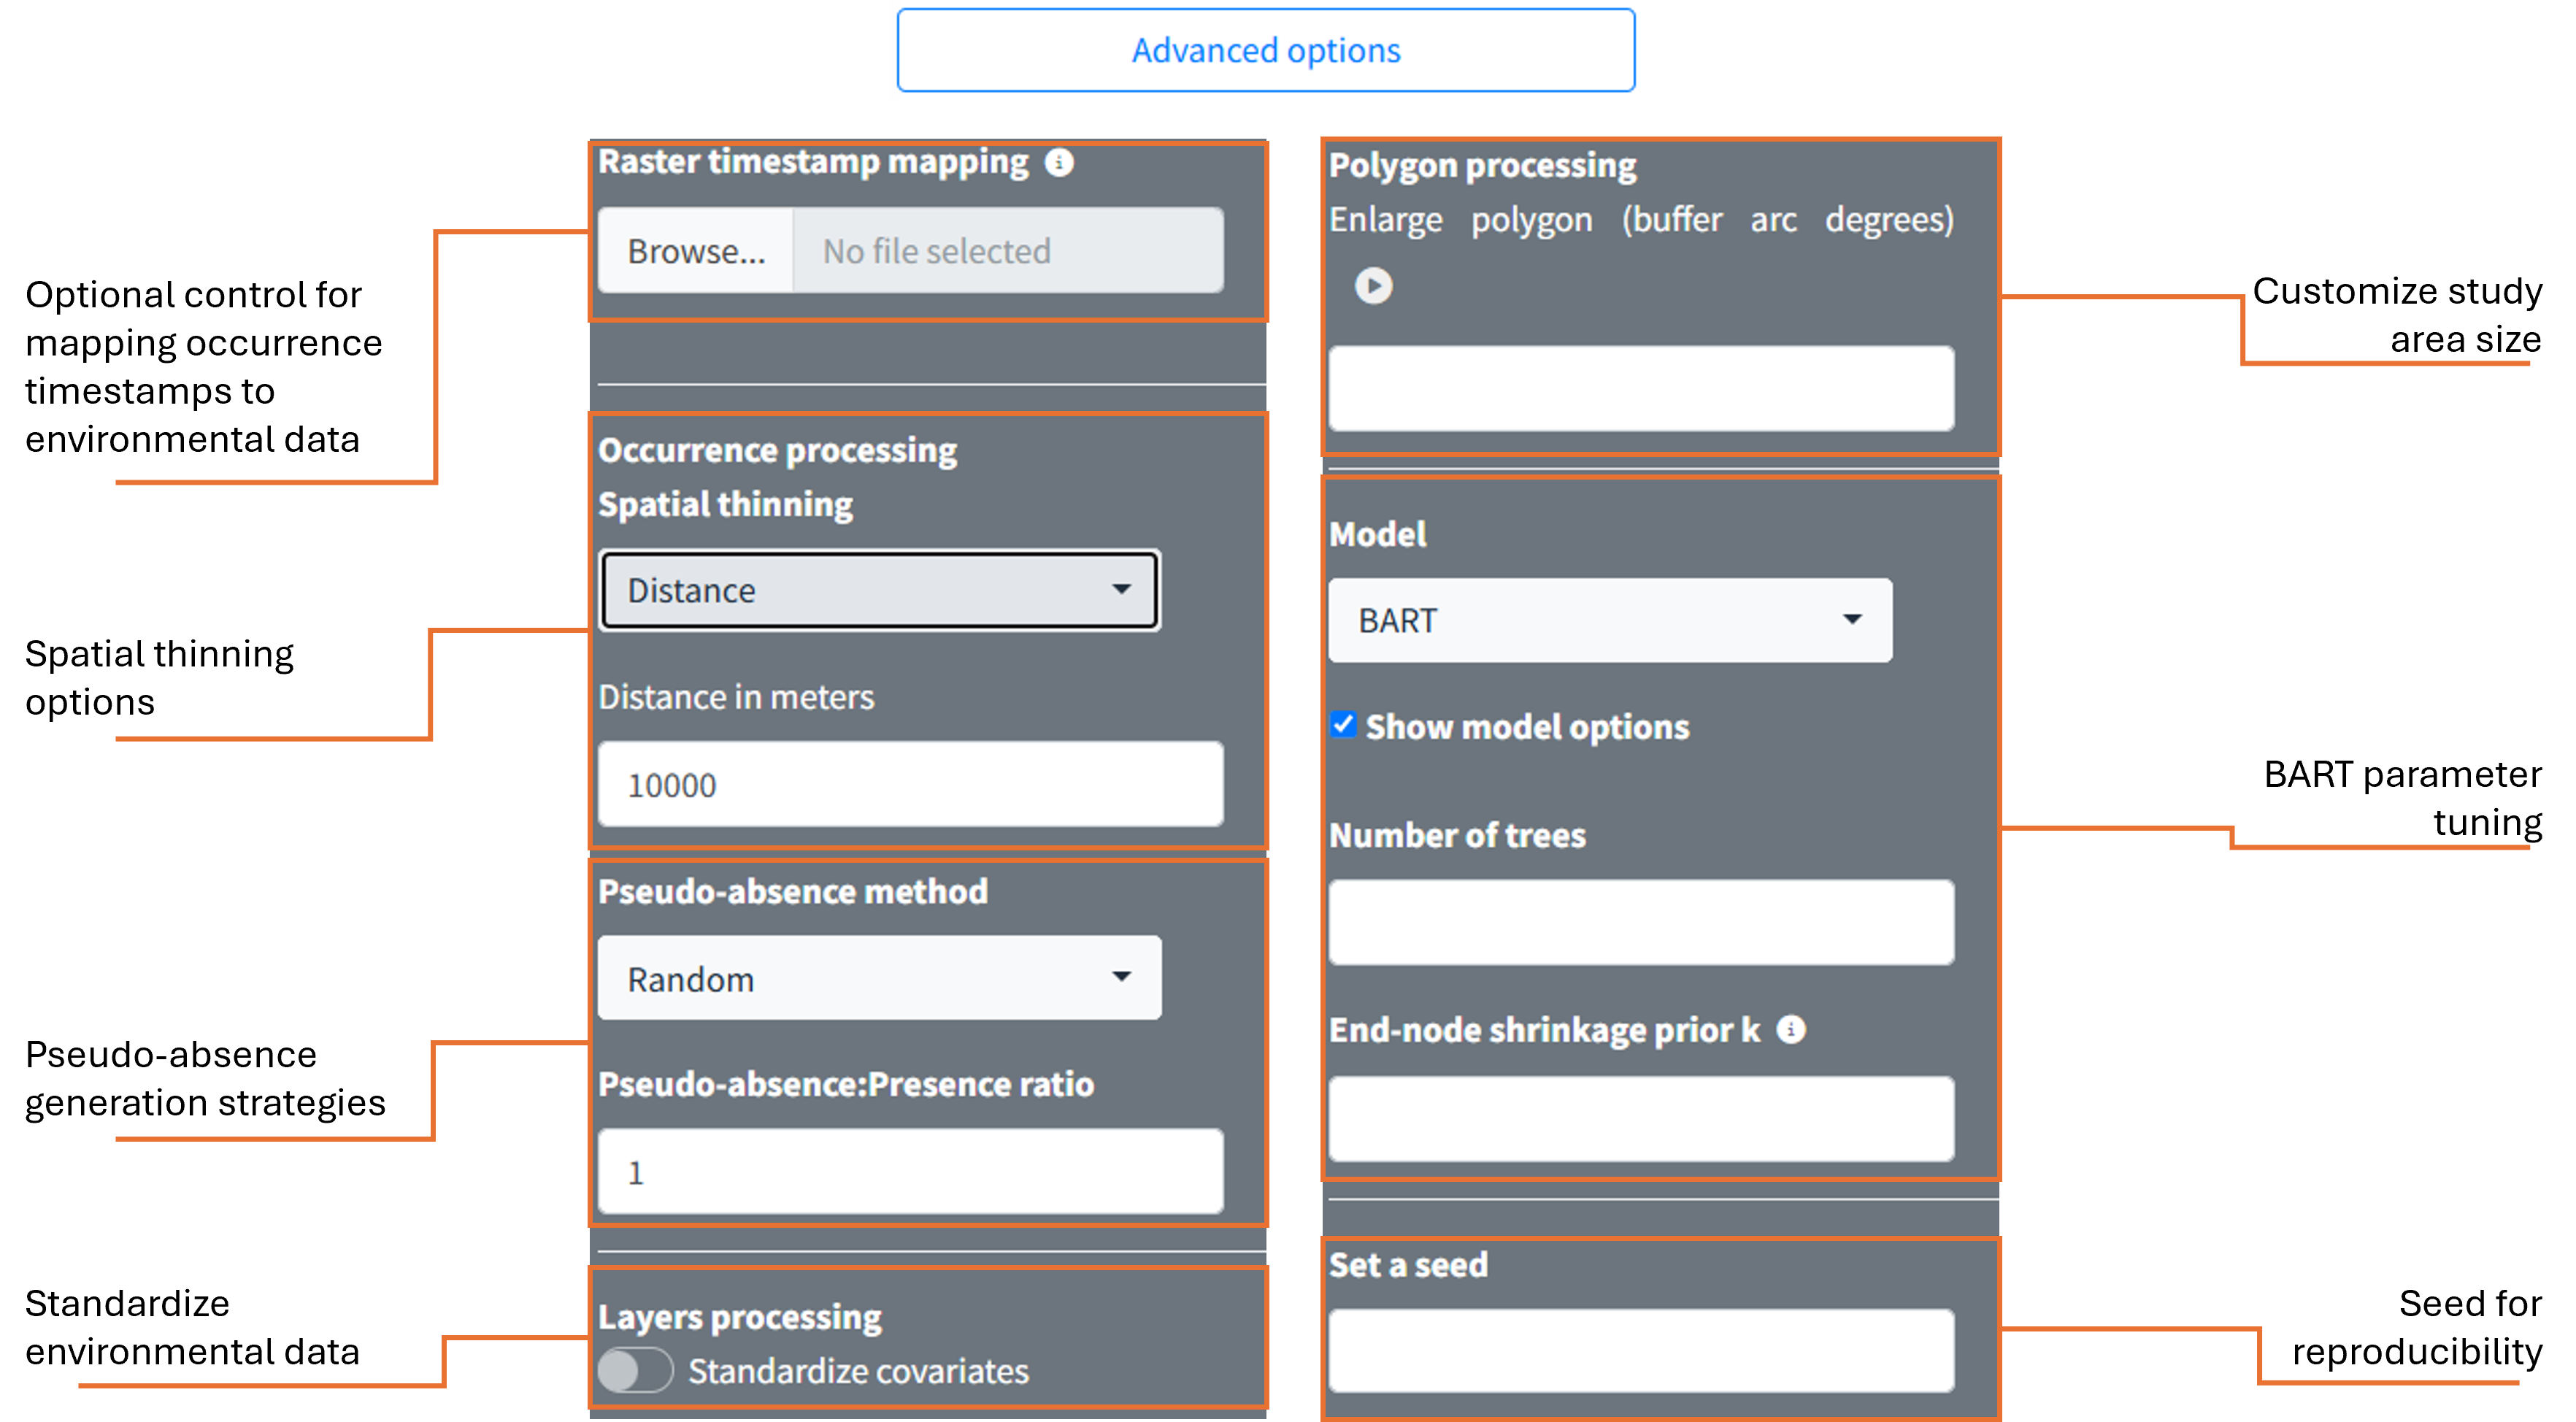 Advanced options
Optional control for
mapping occurrence
timestamps to
environmental data
Spatial thinning
options
Pseudo-absence
generation strategies
Standardize
environmental data
Raster timestamp mapping
Browse...
No file selected
Occurrence processing
Spatial thinning
Distance
Distance in meters
10000
Pseudo-absence method
Random
Pseudo-absence:Presence ratio
1
Layers processing
Standardize covariates
Polygon processing
Enlarge polygon (buffer arc degrees)
Model
BART
Show model options
Number of trees
End-node shrinkage prior k
Set a seed
Customize study
area size
BART parameter
tuning
Seed for
reproducibility